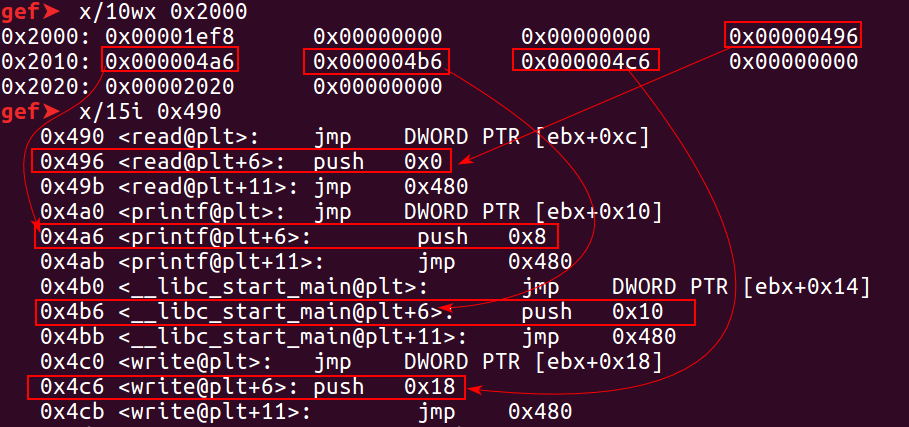 gef➤ x/10wx 0x2000
0x2000: 0x00001ef8 0x00000000 0x00000000 0x00000496
0x2010: 0x000004a6 0x000004b6 0x000004c6 0x00000000
0x2020: 0x00002020 0x00000000
gef➤ x/15i 0x490
0x490 <read@plt>: jmp DWORD PTR [ebx+0xc]
0x496 <read@plt+6>: push 0x0
0x49b <read@plt+11>: jmp 0x480
0x4a0 <printf@plt>: jmp DWORD PTR [ebx+0x10]
0x4a6 <printf@plt+6>: push 0x8
0x4ab <printf@plt+11>: jmp 0x480
0x4b0 <__libc_start_main@plt>: jmp DWORD PTR [ebx+0x14]
0x4b6 <__libc_start_main@plt+6>: push 0x10
0x4bb <__libc_start_main@plt+11>: jmp 0x480
0x4c0 <write@plt>: jmp DWORD PTR [ebx+0x18]
0x4c6 <write@plt+6>: push 0x18
0x4cb <write@plt+11>: jmp 0x480